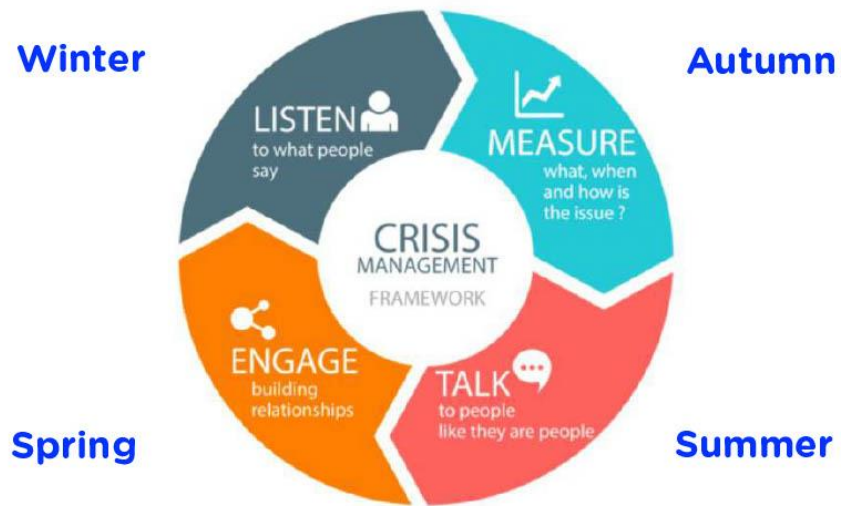 Winter
Autumn
LISTEN
to what people
say
MEASURE
what, when
and how is
the issue ?
CRISIS
MANAGEMENT
FRAMEWORK
ENGAGE
building
relationships
TALK
to people
like they are people
Spring
Summer